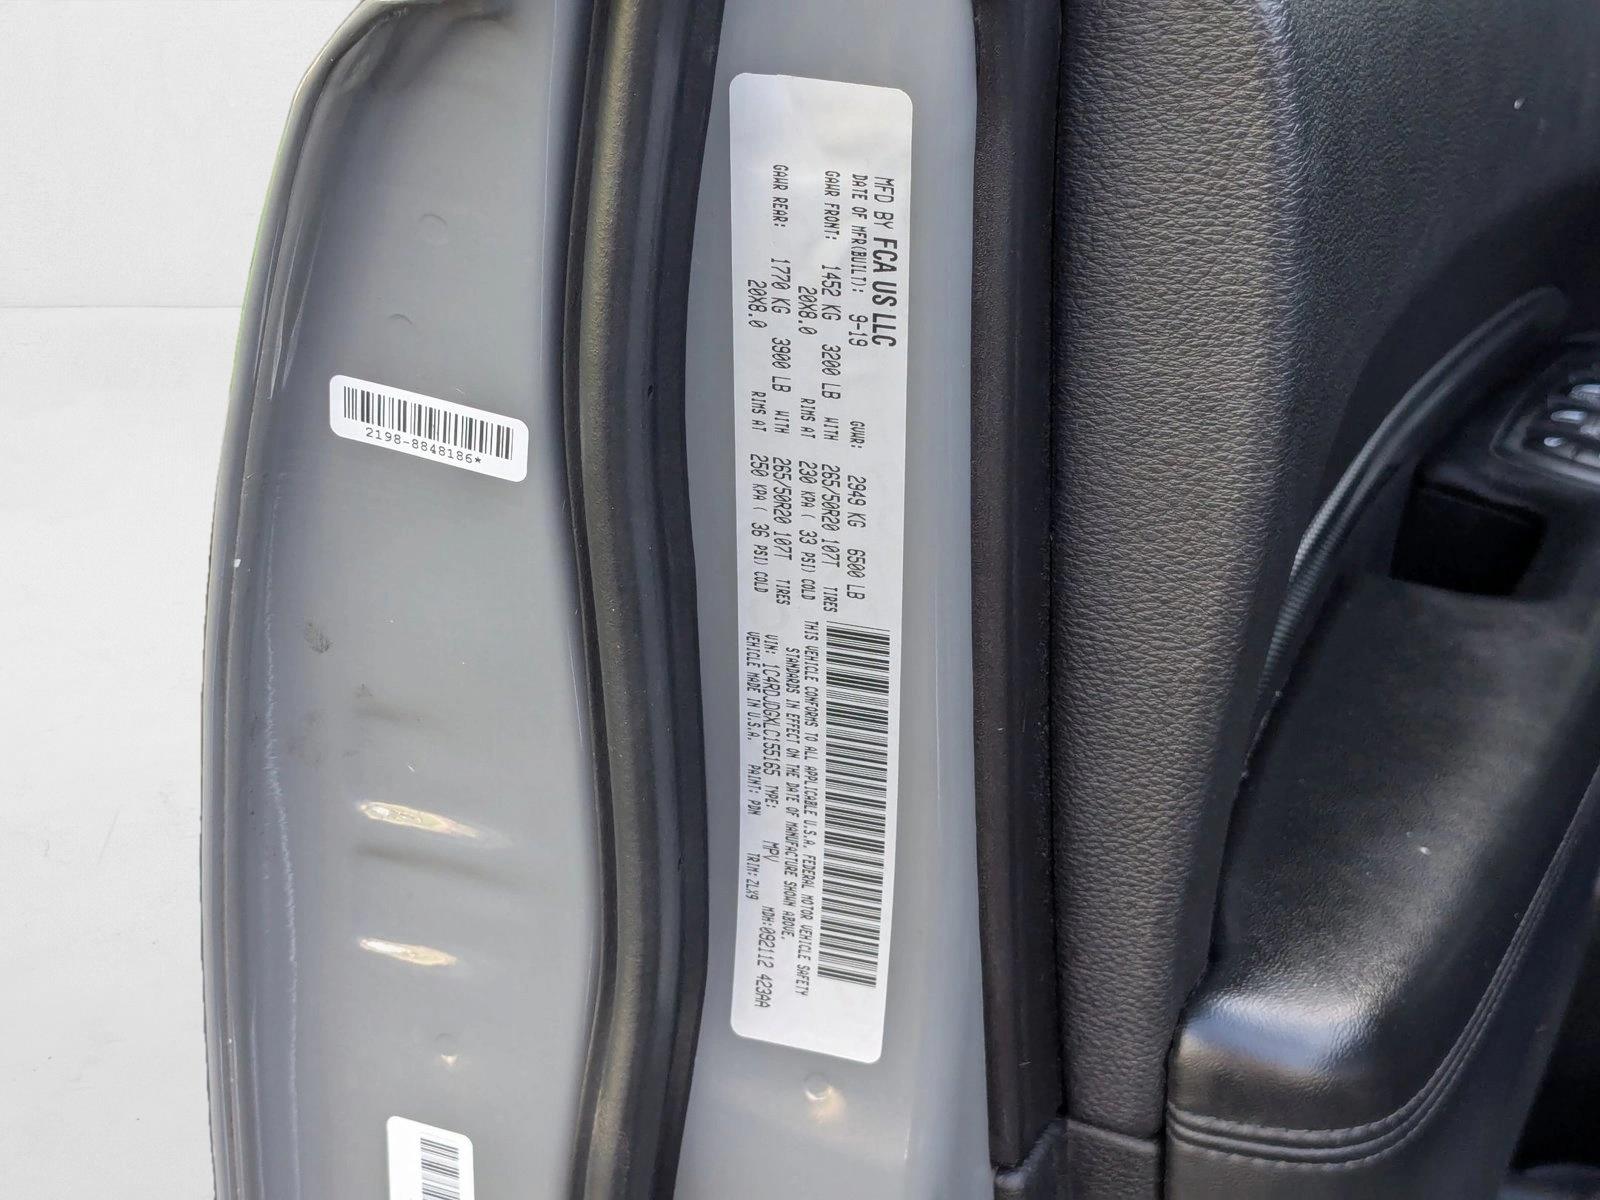 MFD BY FCA US LLC
DATE OF MFR(BUILT): 9-19 GVWR: 2949 KG 6500 LB
GAWR FRONT: 1452 KG 3200 LB WITH 265/50R20 107T TIRES
20X8.0 RIMS AT 230 KPA ( 33 PSI) COLD
GAWR REAR: 1770 KG 3900 LB WITH 265/50R20 107T TIRES
20X8.0 RIMS AT 250 KPA ( 36 PSI) COLD
THIS VEHICLE CONFORMS TO ALL APPLICABLE U.S.A. FEDERAL MOTOR VEHICLE SAFETY
STANDARDS IN EFFECT ON THE DATE OF MANUFACTURE SHOWN ABOVE.
VIN: 1C4RDJDGXLC155165 TYPE: MPV MDH:092112 423AA
VEHICLE MADE IN U.S.A. PAINT: PDN TRIM: ZLX9
2198-8848186*